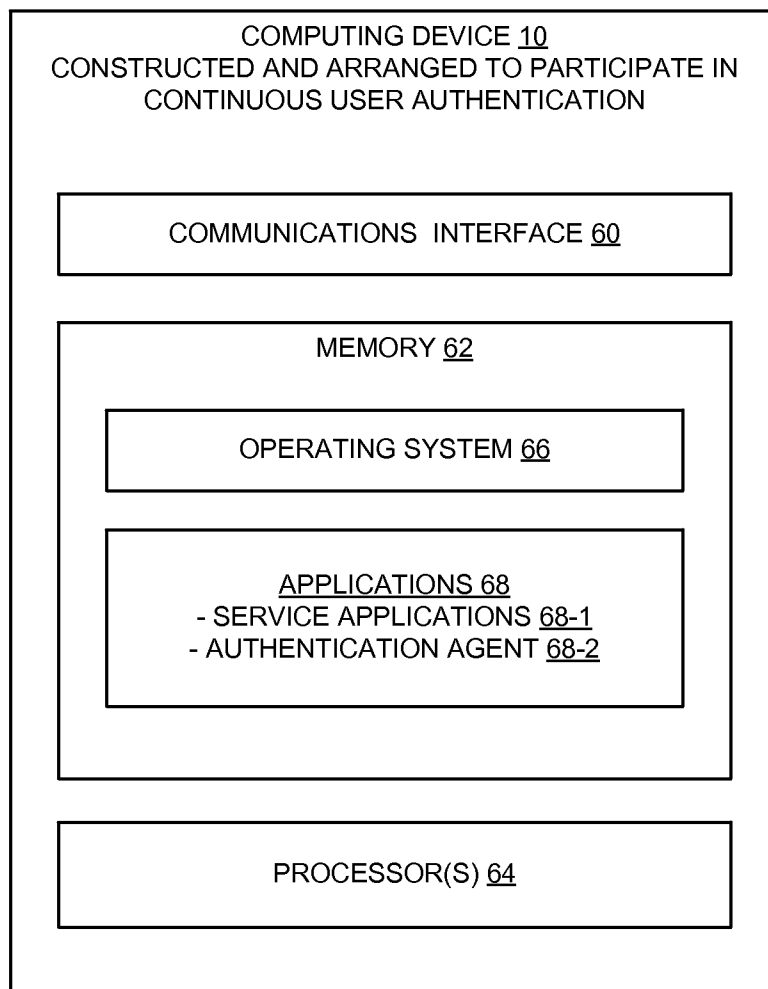 COMPUTING DEVICE 10
CONSTRUCTED AND ARRANGED TO PARTICIPATE IN
CONTINUOUS USER AUTHENTICATION
COMMUNICATIONS INTERFACE 60
MEMORY 62
OPERATING SYSTEM 66
APPLICATIONS 68
- SERVICE APPLICATIONS 68-1
- AUTHENTICATION AGENT 68-2
PROCESSOR(S) 64